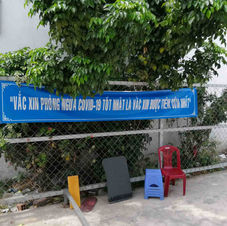 "VẮC XIN PHÒNG NGỪA COVID-19 TỐT NHẤT LÀ VẮC XIN ĐƯỢC TIÊM SỚM NHẤT"